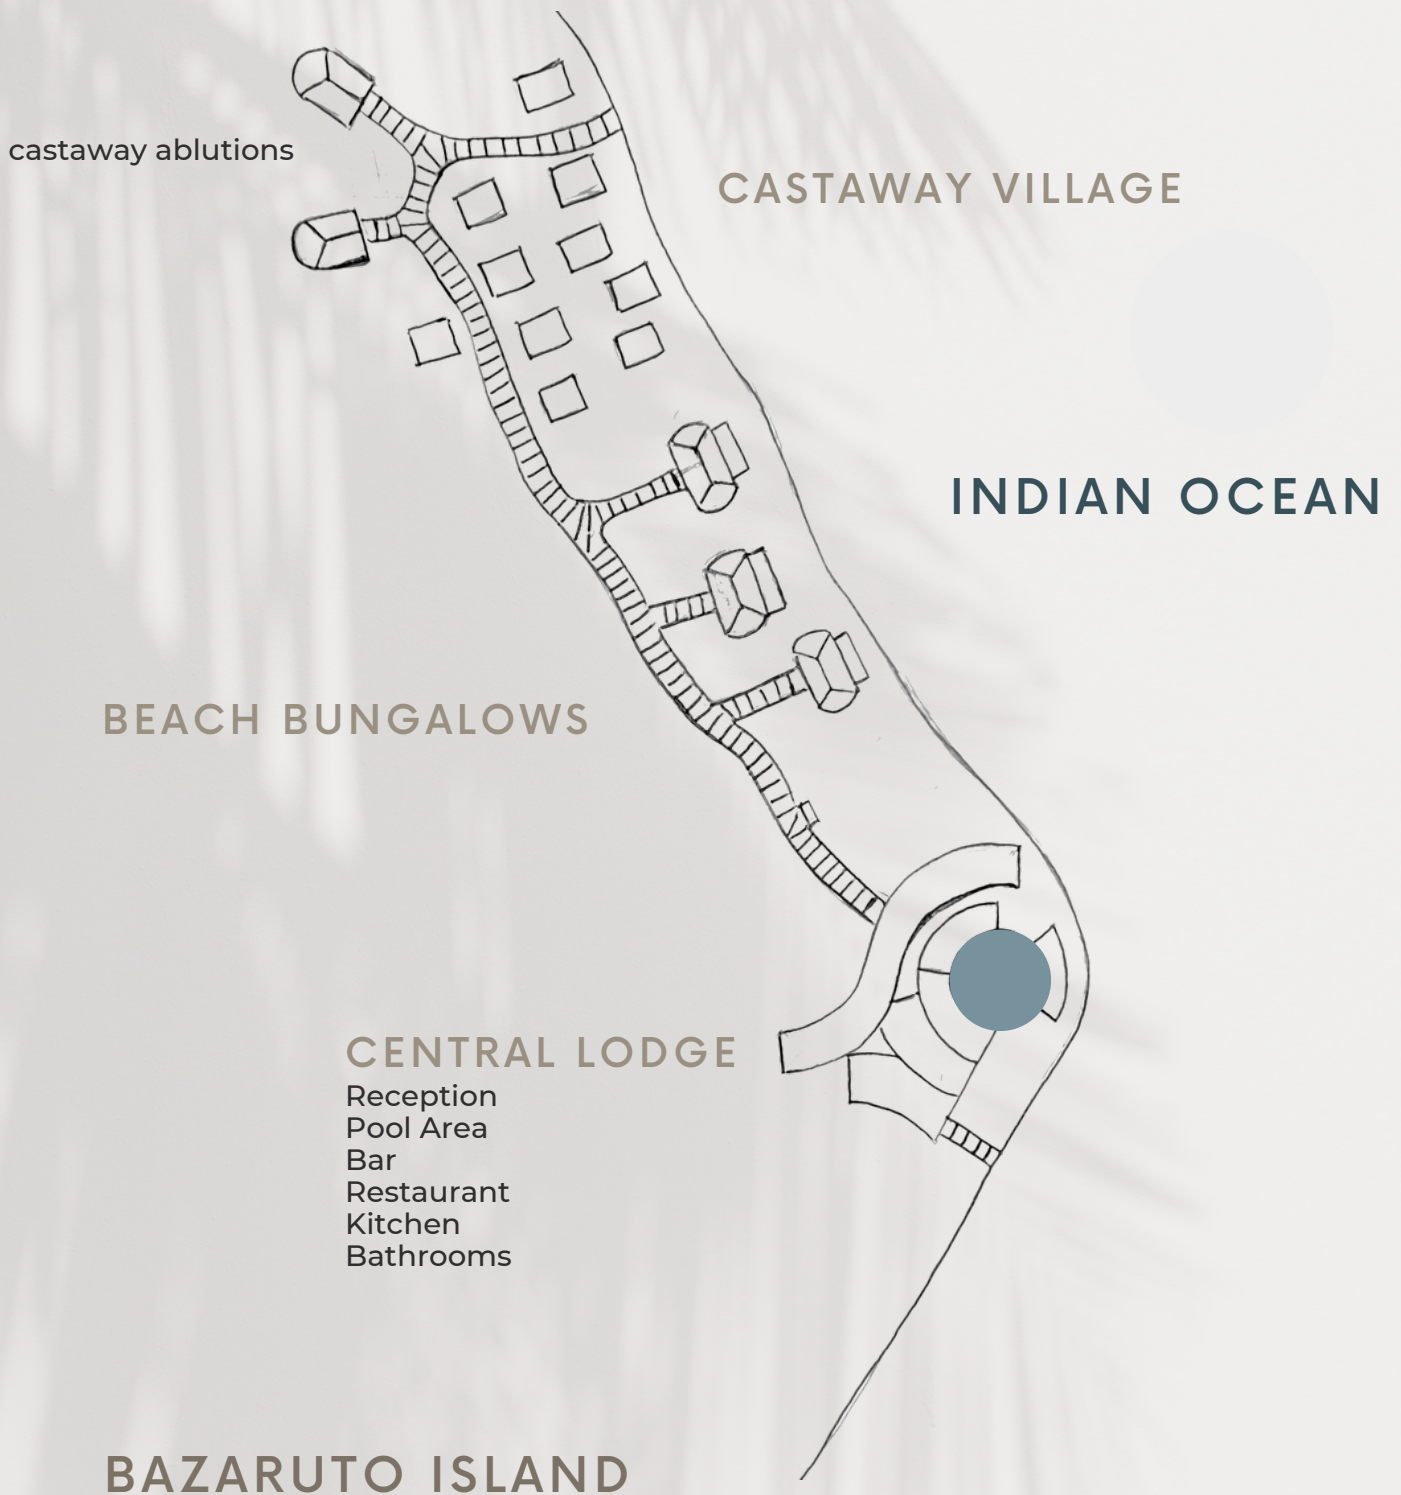 castaway ablutions
CASTAWAY VILLAGE
INDIAN OCEAN
BEACH BUNGALOWS
CENTRAL LODGE
Reception
Pool Area
Bar
Restaurant
Kitchen
Bathrooms
BAZARUTO ISLAND